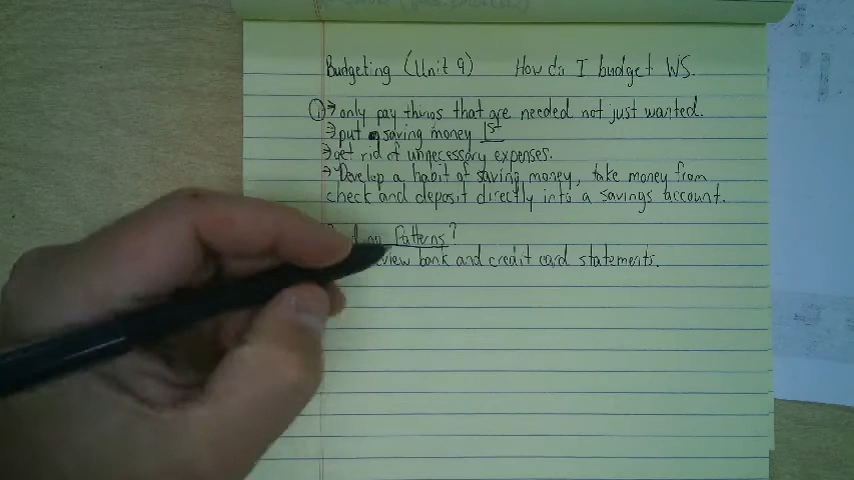 Budgeting (Unit 9) How do I budget WS.
① → only pay things that are needed not just wanted.
→ put saving money 1st
→ get rid of unnecessary expenses.
→ Develop a habit of saving money, take money from
check and deposit directly into a savings account.
Patterns?
bank and credit card statements.